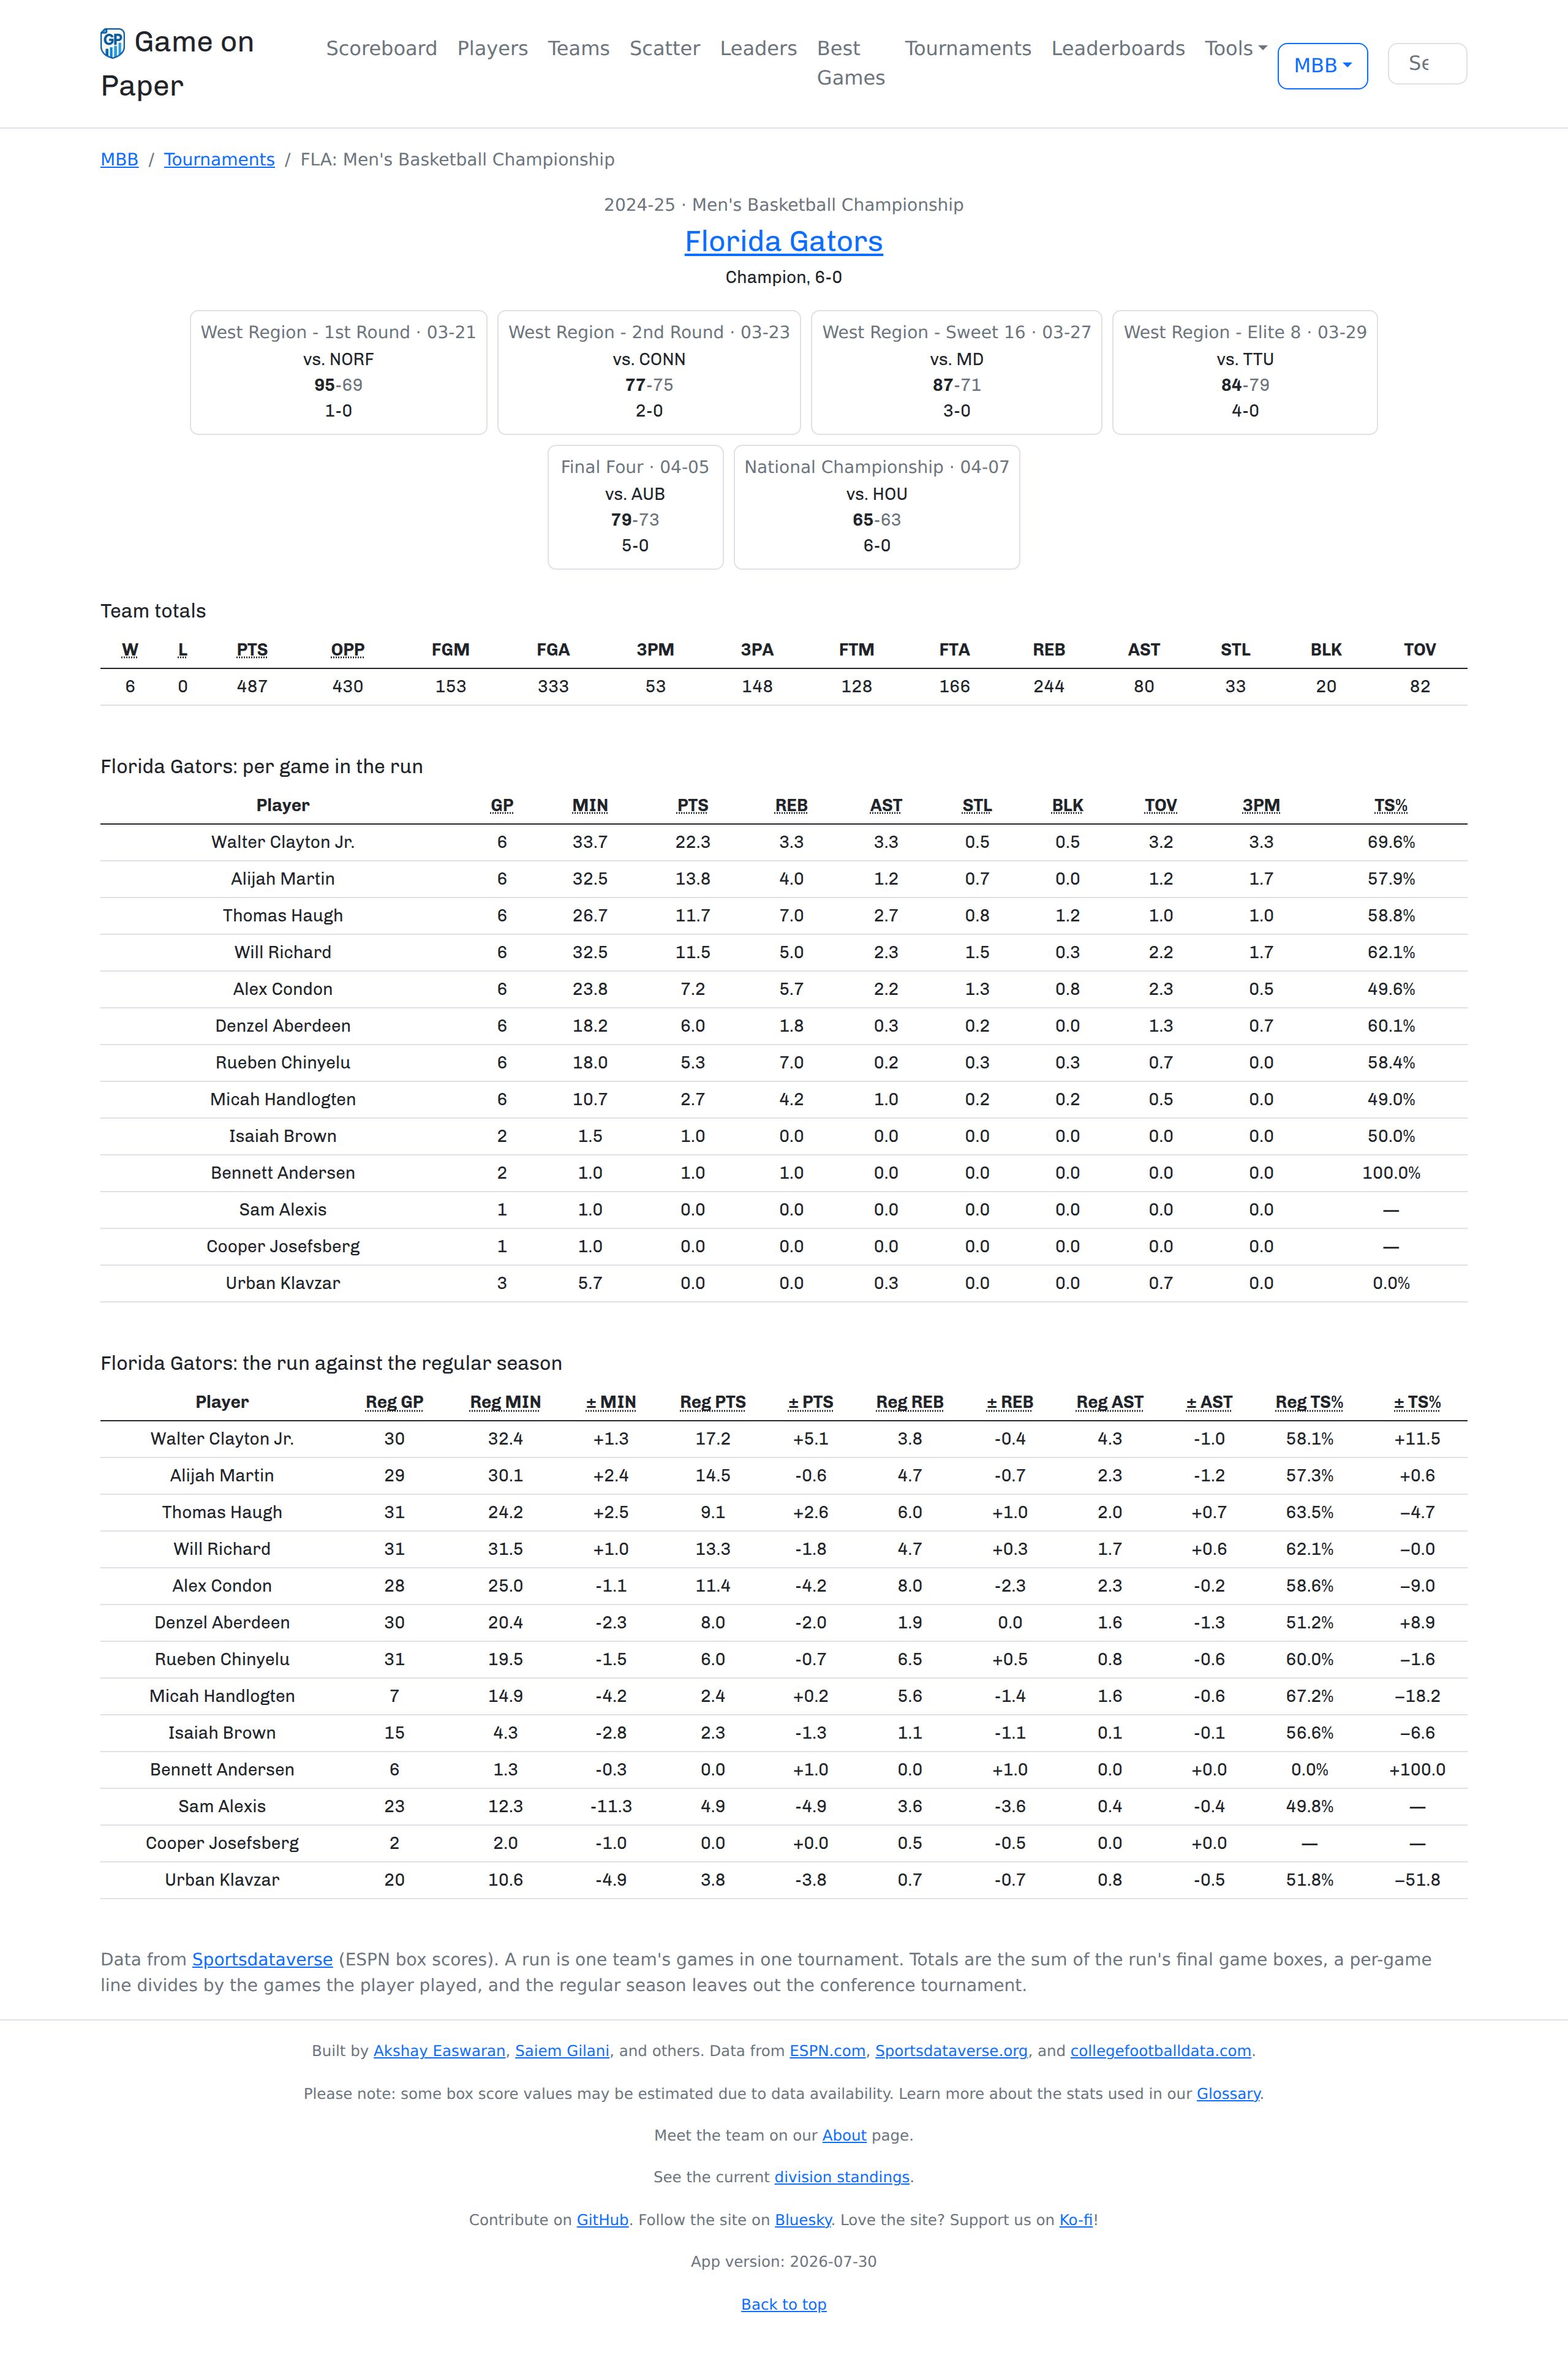 Game on
Paper
Scoreboard Players Teams Scatter Leaders Best Games Tournaments Leaderboards Tools MBB
MBB / Tournaments / FLA: Men's Basketball Championship
2024-25 · Men's Basketball Championship
Florida Gators
Champion, 6-0
West Region - 1st Round · 03-21
vs. NORF
95-69
1-0
West Region - 2nd Round · 03-23
vs. CONN
77-75
2-0
West Region - Sweet 16 · 03-27
vs. MD
87-71
3-0
West Region - Elite 8 · 03-29
vs. TTU
84-79
4-0
Final Four · 04-05
vs. AUB
79-73
5-0
National Championship · 04-07
vs. HOU
65-63
6-0
Team totals
W L PTS OPP FGM FGA 3PM 3PA FTM FTA REB AST STL BLK TOV
6 0 487 430 153 333 53 148 128 166 244 80 33 20 82
Florida Gators: per game in the run
Player GP MIN PTS REB AST STL BLK TOV 3PM TS%
Walter Clayton Jr. 6 33.7 22.3 3.3 3.3 0.5 0.5 3.2 3.3 69.6%
Alijah Martin 6 32.5 13.8 4.0 1.2 0.7 0.0 1.2 1.7 57.9%
Thomas Haugh 6 26.7 11.7 7.0 2.7 0.8 1.2 1.0 1.0 58.8%
Will Richard 6 32.5 11.5 5.0 2.3 1.5 0.3 2.2 1.7 62.1%
Alex Condon 6 23.8 7.2 5.7 2.2 1.3 0.8 2.3 0.5 49.6%
Denzel Aberdeen 6 18.2 6.0 1.8 0.3 0.2 0.0 1.3 0.7 60.1%
Rueben Chinyelu 6 18.0 5.3 7.0 0.2 0.3 0.3 0.7 0.0 58.4%
Micah Handlogten 6 10.7 2.7 4.2 1.0 0.2 0.2 0.5 0.0 49.0%
Isaiah Brown 2 1.5 1.0 0.0 0.0 0.0 0.0 0.0 0.0 50.0%
Bennett Andersen 2 1.0 1.0 1.0 0.0 0.0 0.0 0.0 0.0 100.0%
Sam Alexis 1 1.0 0.0 0.0 0.0 0.0 0.0 0.0 0.0 —
Cooper Josefsberg 1 1.0 0.0 0.0 0.0 0.0 0.0 0.0 0.0 —
Urban Klavzar 3 5.7 0.0 0.0 0.3 0.0 0.0 0.7 0.0 0.0%
Florida Gators: the run against the regular season
Player Reg GP Reg MIN ± MIN Reg PTS ± PTS Reg REB ± REB Reg AST ± AST Reg TS% ± TS%
Walter Clayton Jr. 30 32.4 +1.3 17.2 +5.1 3.8 -0.4 4.3 -1.0 58.1% +11.5
Alijah Martin 29 30.1 +2.4 14.5 -0.6 4.7 -0.7 2.3 -1.2 57.3% +0.6
Thomas Haugh 31 24.2 +2.5 9.1 +2.6 6.0 +1.0 2.0 +0.7 63.5% −4.7
Will Richard 31 31.5 +1.0 13.3 -1.8 4.7 +0.3 1.7 +0.6 62.1% −0.0
Alex Condon 28 25.0 -1.1 11.4 -4.2 8.0 -2.3 2.3 -0.2 58.6% −9.0
Denzel Aberdeen 30 20.4 -2.3 8.0 -2.0 1.9 0.0 1.6 -1.3 51.2% +8.9
Rueben Chinyelu 31 19.5 -1.5 6.0 -0.7 6.5 +0.5 0.8 -0.6 60.0% −1.6
Micah Handlogten 7 14.9 -4.2 2.4 +0.2 5.6 -1.4 1.6 -0.6 67.2% −18.2
Isaiah Brown 15 4.3 -2.8 2.3 -1.3 1.1 -1.1 0.1 -0.1 56.6% −6.6
Bennett Andersen 6 1.3 -0.3 0.0 +1.0 0.0 +1.0 0.0 +0.0 0.0% +100.0
Sam Alexis 23 12.3 -11.3 4.9 -4.9 3.6 -3.6 0.4 -0.4 49.8% —
Cooper Josefsberg 2 2.0 -1.0 0.0 +0.0 0.5 -0.5 0.0 +0.0 — —
Urban Klavzar 20 10.6 -4.9 3.8 -3.8 0.7 -0.7 0.8 -0.5 51.8% −51.8
Data from Sportsdataverse (ESPN box scores). A run is one team's games in one tournament. Totals are the sum of the run's final game boxes, a per-game
line divides by the games the player played, and the regular season leaves out the conference tournament.
Built by Akshay Easwaran, Saiem Gilani, and others. Data from ESPN.com, Sportsdataverse.org, and collegefootballdata.com.
Please note: some box score values may be estimated due to data availability. Learn more about the stats used in our Glossary.
Meet the team on our About page.
See the current division standings.
Contribute on GitHub. Follow the site on Bluesky. Love the site? Support us on Ko-fi!
App version: 2026-07-30
Back to top